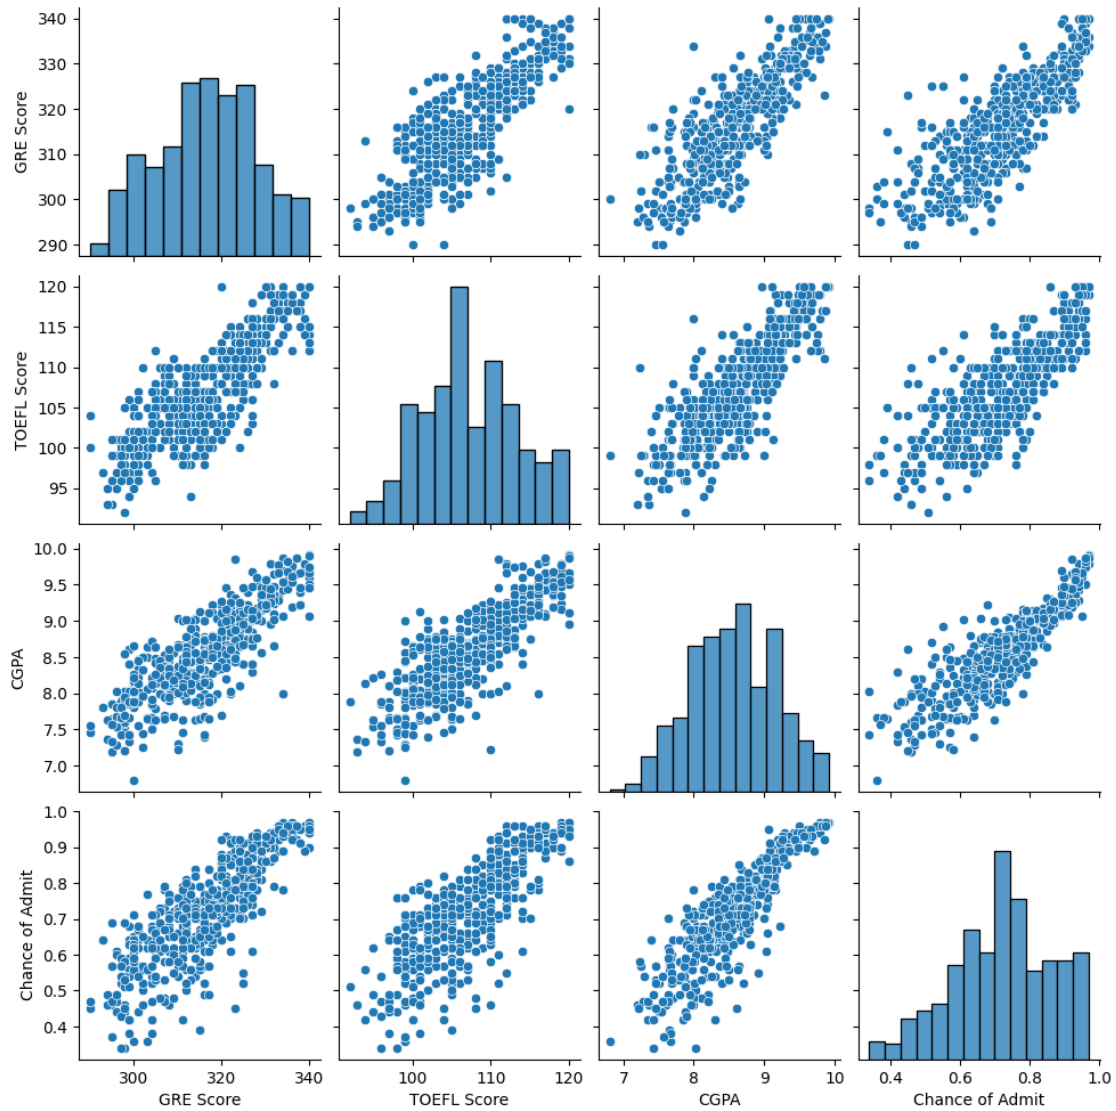 340
330
320
310
300
290
GRE Score
120
115
110
105
100
95
TOEFL Score
10.0
9.5
9.0
8.5
8.0
7.5
7.0
CGPA
1.0
0.9
0.8
0.7
0.6
0.5
0.4
Chance of Admit
300 320 340
GRE Score
100 110 120
TOEFL Score
7 8 9 10
CGPA
0.4 0.6 0.8 1.0
Chance of Admit